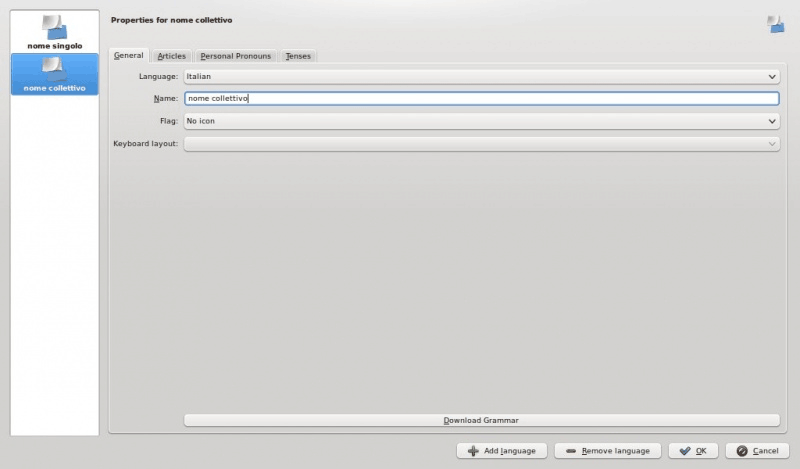 nome singolo
nome collettivo
Properties for nome collettivo
General Articles Personal Pronouns Tenses
Language: Italian
Name: nome collettivo
Flag: No icon
Keyboard layout:
Download Grammar
Add language Remove language OK Cancel